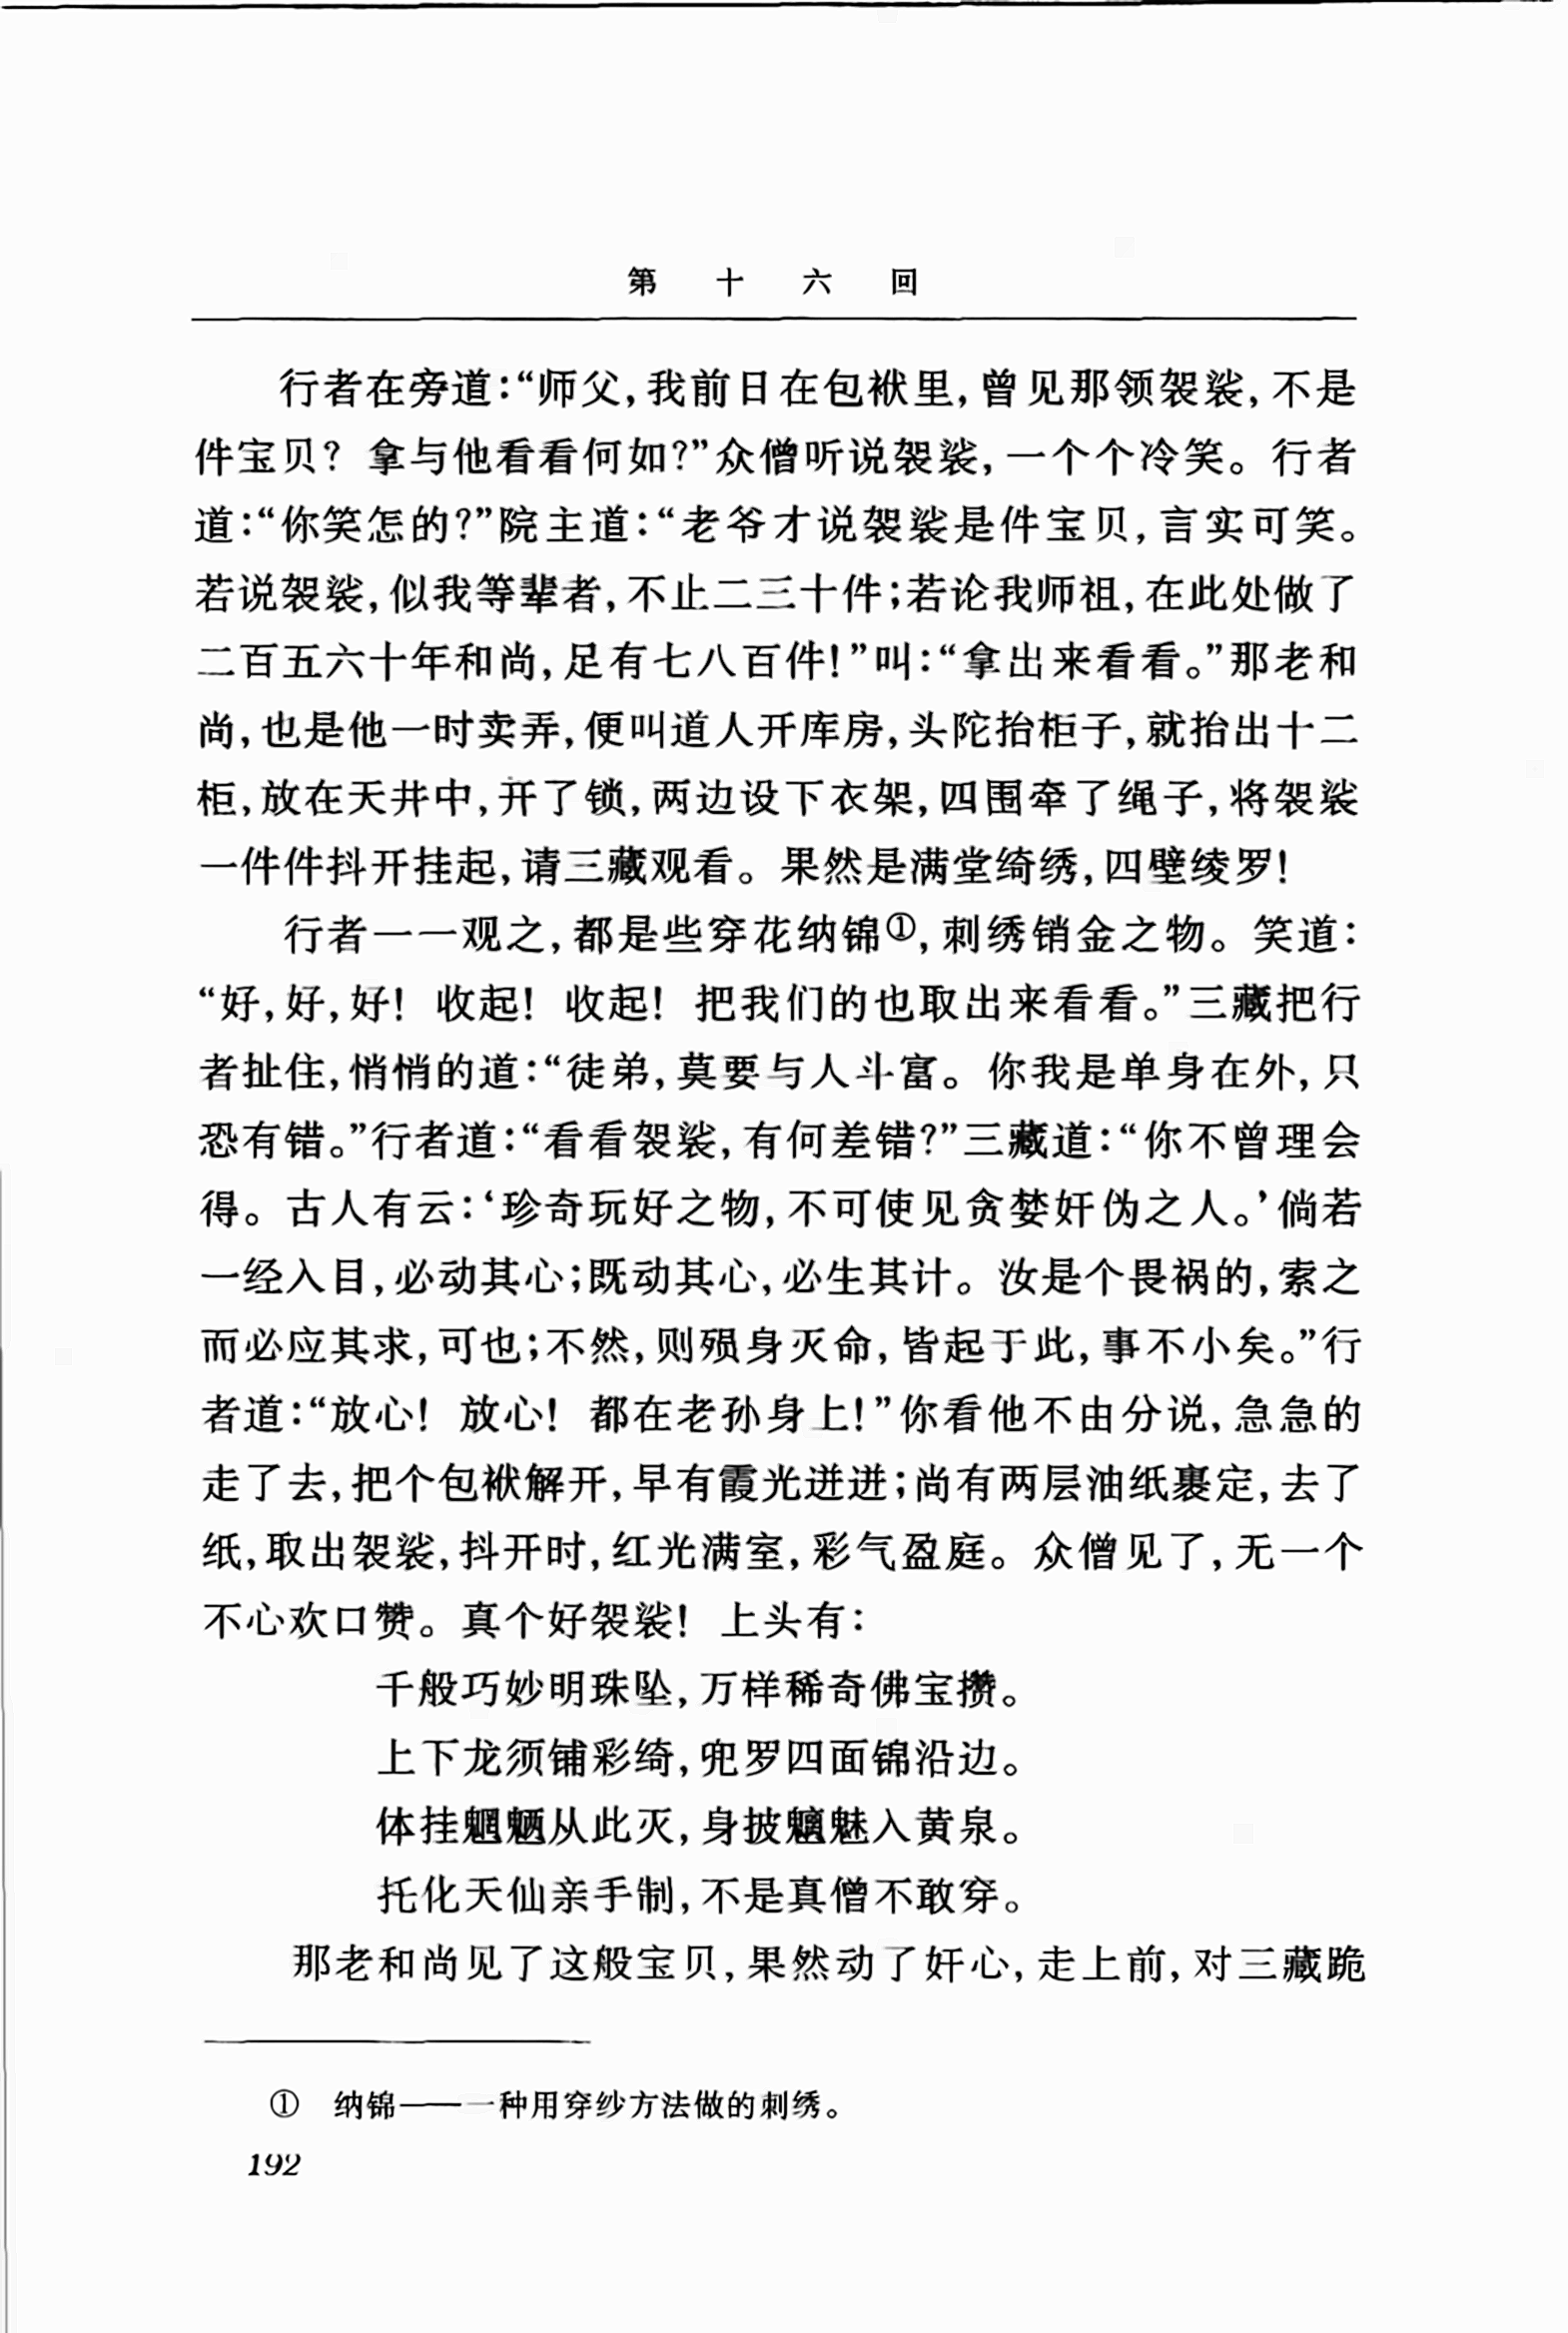 第十六回
行者在旁道：“师父，我前日在包袱里，曾见那领袈裟，不是
件宝贝？拿与他看看何如？”众僧听说袈裟，一个个冷笑。行者
道：“你笑怎的？”院主道：“老爷才说袈裟是件宝贝，言实可笑。
若说袈裟，似我等辈者，不止二三十件；若论我师祖，在此处做了
二百五六十年和尚，足有七八百件！”叫：“拿出来看看。”那老和
尚，也是他一时卖弄，便叫道人开库房，头陀抬柜子，就抬出十二
柜，放在天井中，开了锁，两边设下衣架，四围牵了绳子，将袈裟
一件件抖开挂起，请三藏观看。果然是满堂绮绣，四壁绫罗！
行者一一观之，都是些穿花纳锦①，刺绣销金之物。笑道：
“好，好，好！收起！收起！把我们的也取出来看看。”三藏把行
者扯住，悄悄的道：“徒弟，莫要与人斗富。你我是单身在外，只
恐有错。”行者道：“看看袈裟，有何差错？”三藏道：“你不曾理会
得。古人有云：‘珍奇玩好之物，不可使见贪婪奸伪之人。’倘若
一经入目，必动其心；既动其心，必生其计。汝是个畏祸的，索之
而必应其求，可也；不然，则殒身灭命，皆起于此，事不小矣。”行
者道：“放心！放心！都在老孙身上！”你看他不由分说，急急的
走了去，把个包袱解开，早有霞光迸迸；尚有两层油纸裹定，去了
纸，取出袈裟，抖开时，红光满室，彩气盈庭。众僧见了，无一个
不心欢口赞。真个好袈裟！上头有：
千般巧妙明珠坠，万样稀奇佛宝攒。
上下龙须铺彩绮，兜罗四面锦沿边。
体挂魍魉从此灭，身披魑魅入黄泉。
托化天仙亲手制，不是真僧不敢穿。
那老和尚见了这般宝贝，果然动了奸心，走上前，对三藏跪
① 纳锦——一种用穿纱方法做的刺绣。
192